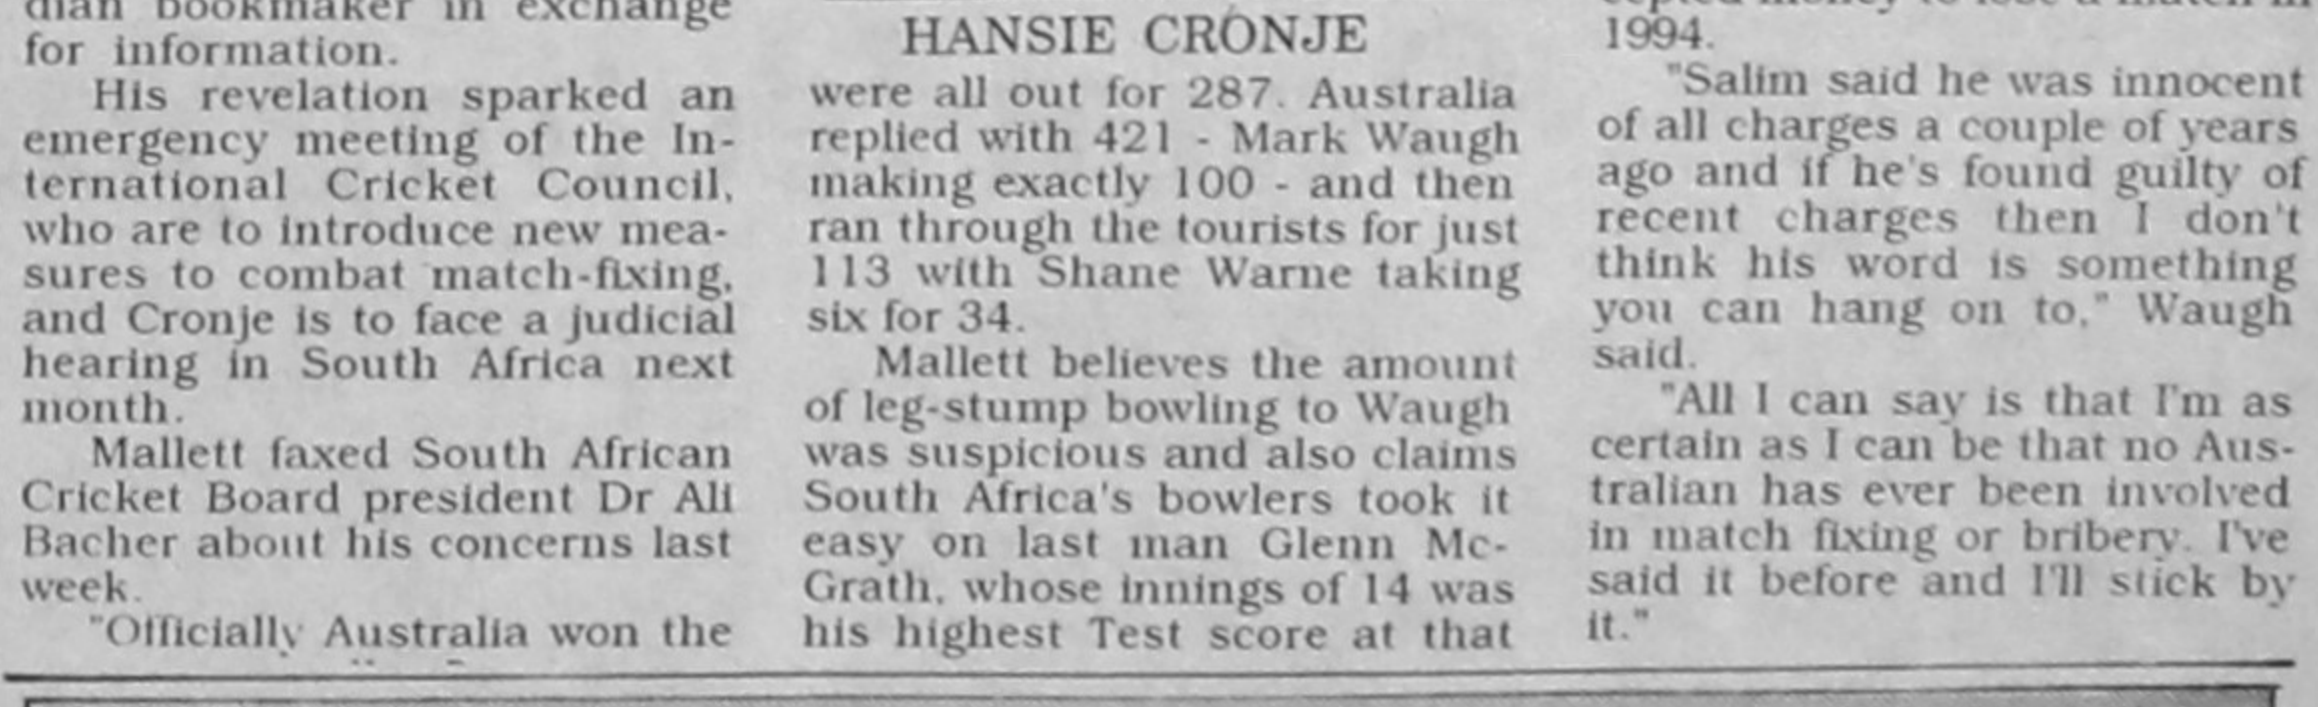 dian bookmaker in exchange
for information.
His revelation sparked an
emergency meeting of the In-
ternational Cricket Council,
who are to introduce new mea-
sures to combat match-fixing,
and Cronje is to face a judicial
hearing in South Africa next
month.
Mallett faxed South African
Cricket Board president Dr Ali
Bacher about his concerns last
week.
"Officially Australia won the
HANSIE CRONJE
were all out for 287. Australia
replied with 421 - Mark Waugh
making exactly 100 - and then
ran through the tourists for just
113 with Shane Warne taking
six for 34.
Mallett believes the amount
of leg-stump bowling to Waugh
was suspicious and also claims
South Africa's bowlers took it
easy on last man Glenn Mc-
Grath, whose innings of 14 was
his highest Test score at that
money to lose a match in
1994.
"Salim said he was innocent
of all charges a couple of years
ago and if he's found guilty of
recent charges then I don't
think his word is something
you can hang on to," Waugh
said.
"All I can say is that I'm as
certain as I can be that no Aus-
tralian has ever been involved
in match fixing or bribery. I've
said it before and I'll stick by
it."